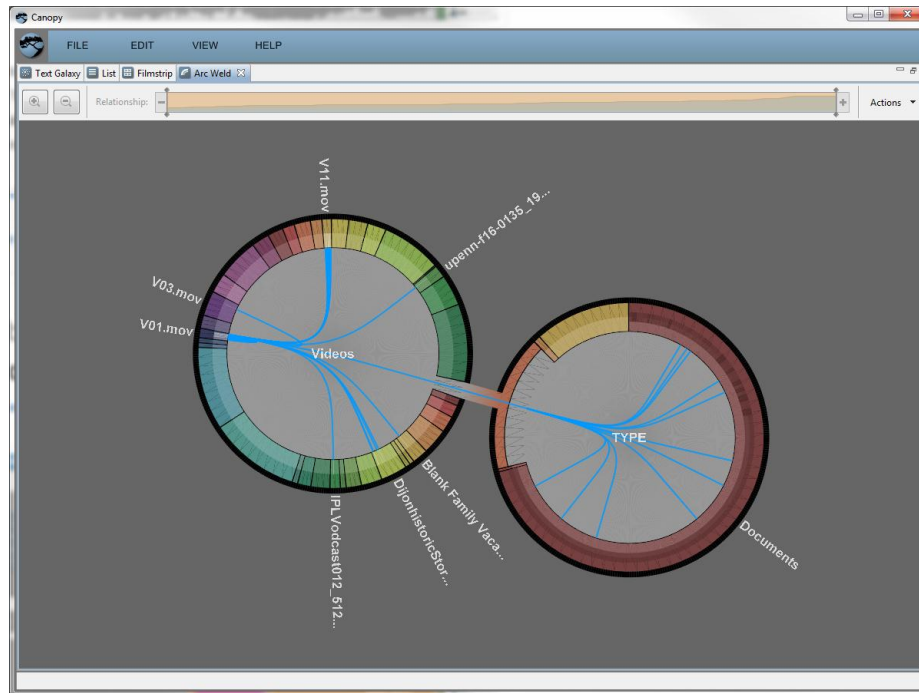 Canopy
FILE EDIT VIEW HELP
Text Galaxy List Filmstrip Arc Weld
Relationship: Actions
V11.mov
upenn-f16-0135_19...
V03.mov
V01.mov
Videos
TYPE
Blank Family Vaca...
DijonhistoricStor...
IPLVodcast012_512...
Documents